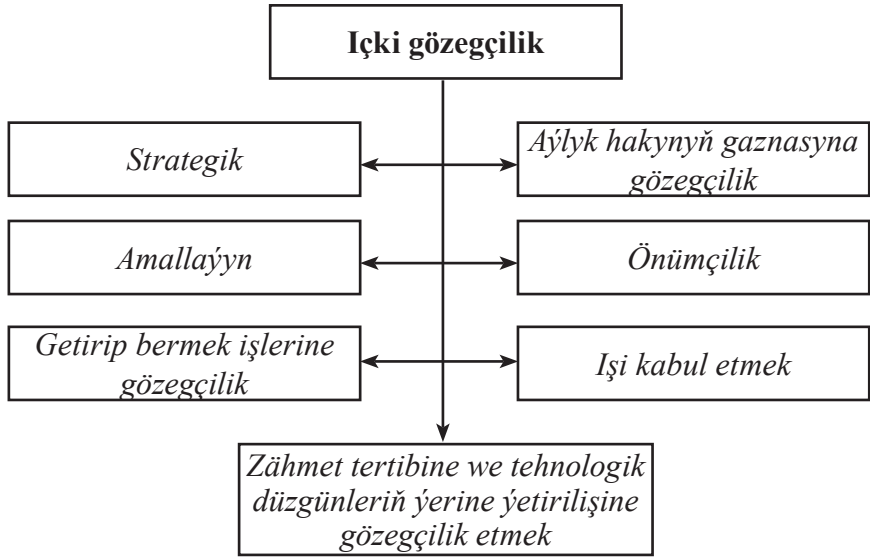 Içki gözegçilik
Strategik
Aýlyk hakynyň gaznasyna
gözegçilik
Amallaýyn
Önümçilik
Getirip bermek işlerine
gözegçilik
Işi kabul etmek
Zähmet tertibine we tehnologik
düzgünleriň ýerine ýetirilişine
gözegçilik etmek